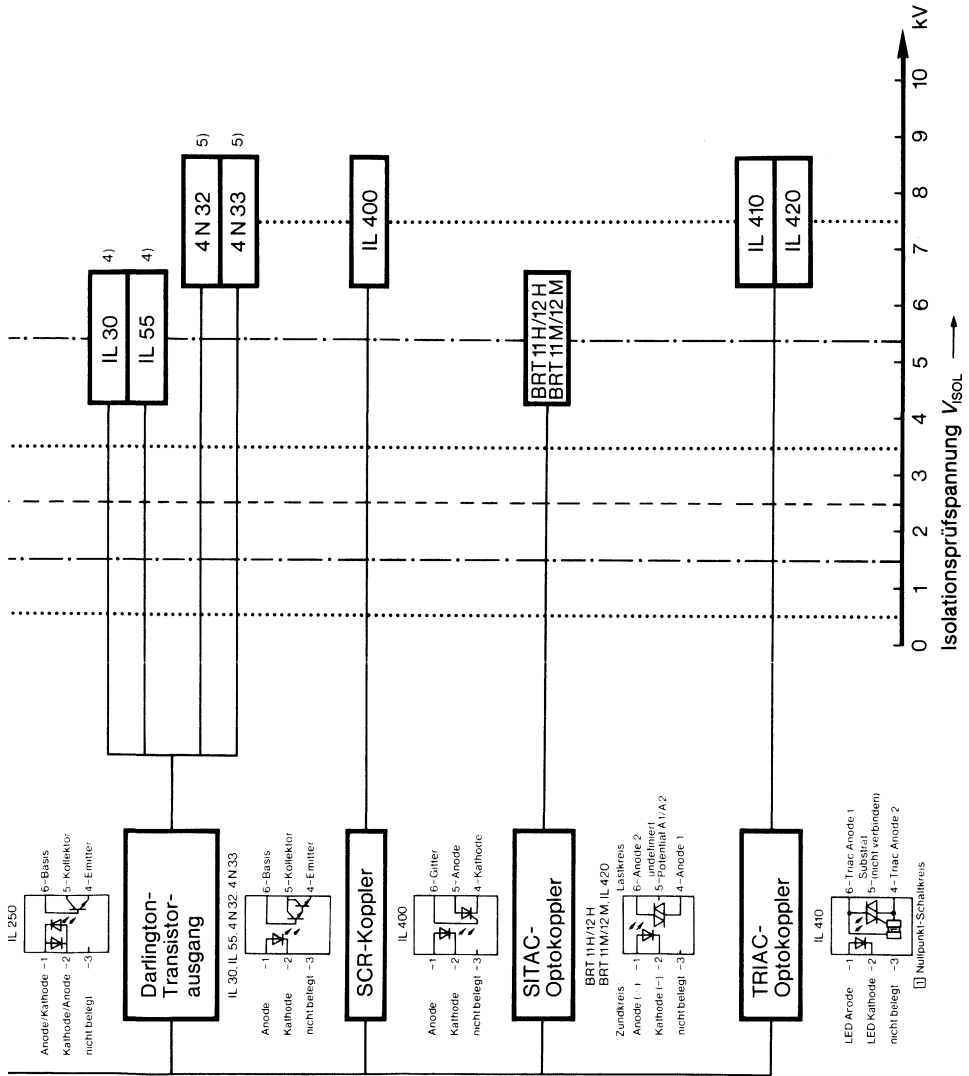 IL 250
Anode/Kathode –1
Kathode/Anode –2
nicht belegt –3
6–Basis
5–Kollektor
4–Emitter
Darlington-
Transistor-
ausgang
IL 30, IL 55, 4 N 32, 4 N 33
Anode –1
Kathode –2
nicht belegt –3
6–Basis
5–Kollektor
4–Emitter
SCR-Koppler
IL 400
Anode –1
Kathode –2
nicht belegt –3
6–Gitter
5–Anode
4–Kathode
SITAC-
Optokoppler
BRT 11 H/12 H
BRT 11 M/12 M, IL 420
Zündkreis
Lastkreis
Anode –1
Kathode (–) –2
nicht belegt –3
6–Anode 2
undefiniert
5–Potential A1/A2
4–Anode 1
TRIAC-
Optokoppler
IL 410
LED Anode –1
LED Kathode –2
nicht belegt –3
6–Triac Anode 1
Substrat
5–(nicht verbinden)
4–Triac Anode 2
1 Nullpunkt-Schaltkreis
IL 30 4)
IL 55 4)
4 N 32 5)
4 N 33 5)
IL 400
BRT 11 H/12 H
BRT 11 M/12 M
IL 410
IL 420
0 1 2 3 4 5 6 7 8 9 10 kV
Isolationsprüfspannung V ISOL